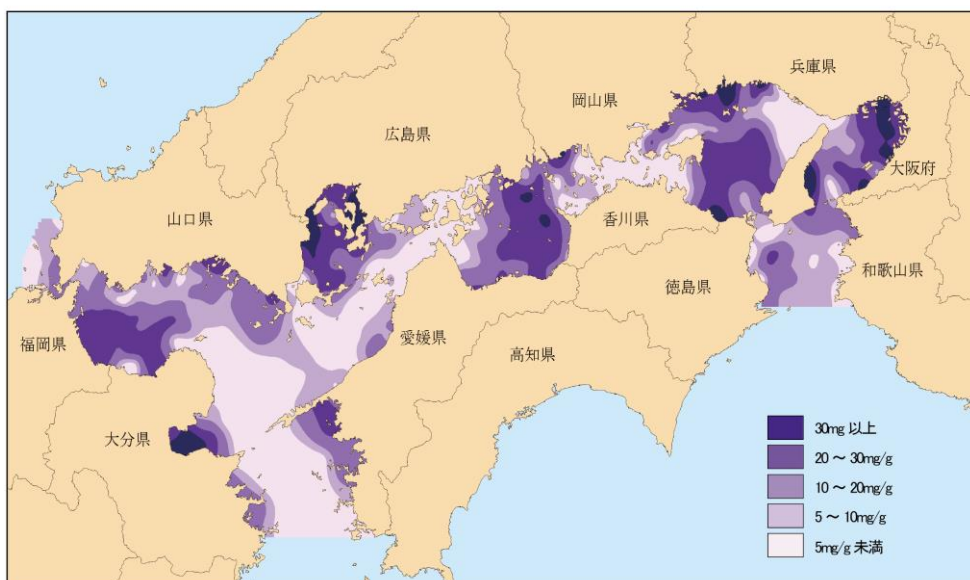 兵庫県
岡山県
広島県
大阪府
山口県
香川県
和歌山県
徳島県
愛媛県
福岡県
高知県
大分県
30mg 以上
20 ~ 30mg/g
10 ~ 20mg/g
5 ~ 10mg/g
5mg/g 未満